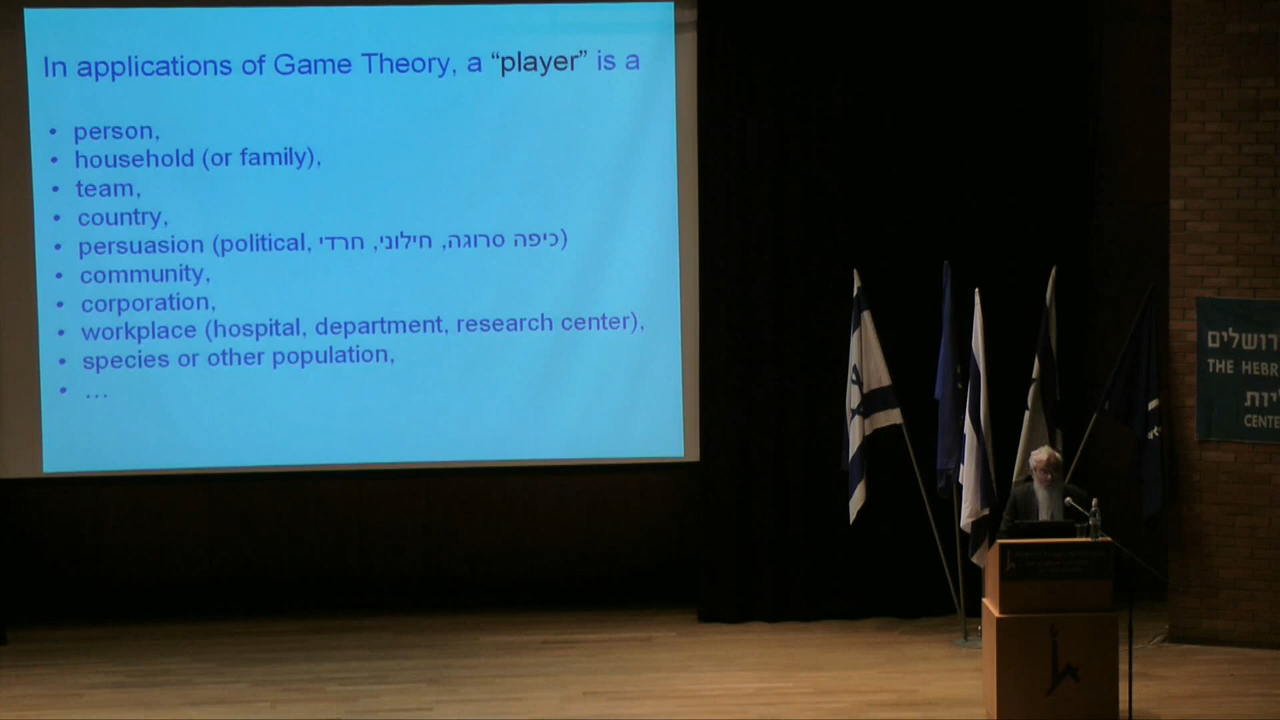 In applications of Game Theory, a “player” is a
• person,
• household (or family),
• team,
• country,
• persuasion (political, כיפה סרוגה, חילוני, חרדי)
• community,
• corporation,
• workplace (hospital, department, research center),
• species or other population,
• …
THE HEBR
CENTE